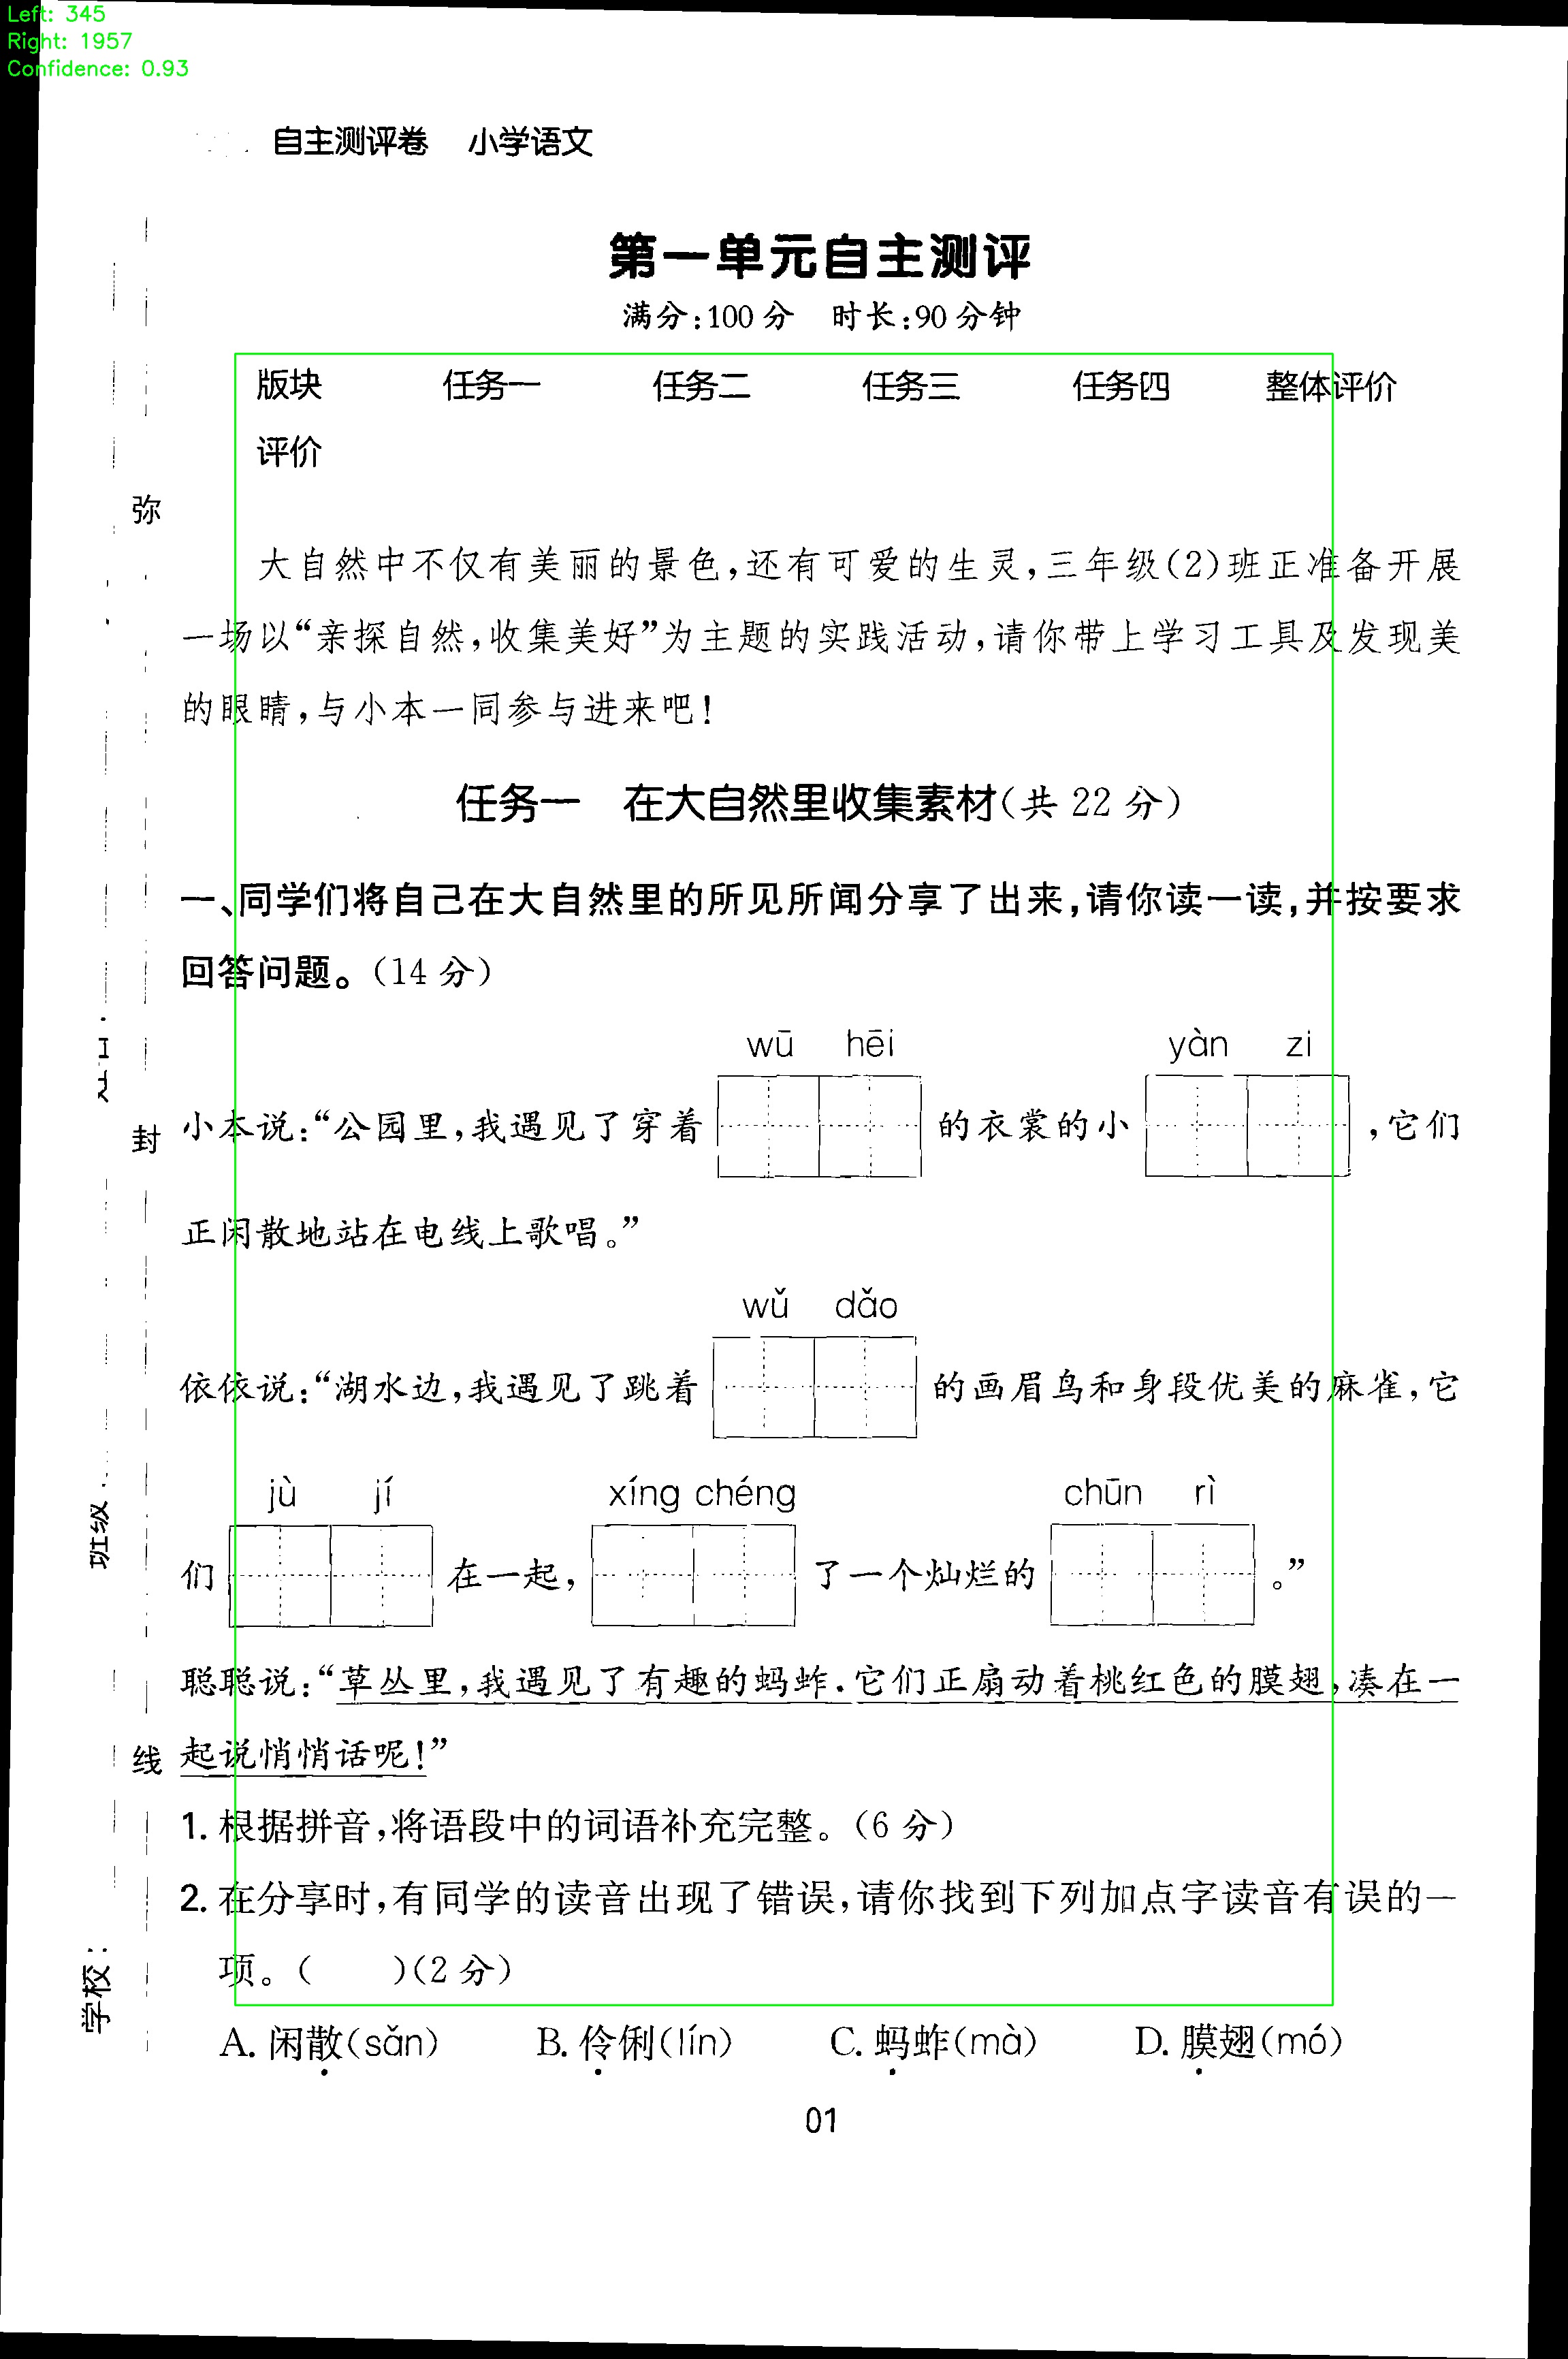 Left: 345
Right: 1957
Confidence: 0.93
自主测评卷 小学语文
第一单元自主测评
满分:100分 时长:90分钟
版块 任务一 任务二 任务三 任务四 整体评价
评价
大自然中不仅有美丽的景色,还有可爱的生灵,三年级(2)班正准备开展
一场以“亲探自然,收集美好”为主题的实践活动,请你带上学习工具及发现美
的眼睛,与小本一同参与进来吧!
任务一 在大自然里收集素材(共22分)
一、同学们将自己在大自然里的所见所闻分享了出来,请你读一读,并按要求
回答问题。(14分)
wū hēi yàn zi
小本说:“公园里,我遇见了穿着 的衣裳的小 ,它们
正闲散地站在电线上歌唱。”
wǔ dǎo
依依说:“湖水边,我遇见了跳着 的画眉鸟和身段优美的麻雀,它
jù jí xíng chéng chūn rì
们 在一起, 了一个灿烂的 。”
聪聪说:“草丛里,我遇见了有趣的蚂蚱.它们正扇动着桃红色的膜翅,凑在一
起说悄悄话呢!”
1. 根据拼音,将语段中的词语补充完整。(6分)
2. 在分享时,有同学的读音出现了错误,请你找到下列加点字读音有误的一
项。( )(2分)
A. 闲散(sǎn) B. 伶俐(lín) C. 蚂蚱(mà) D. 膜翅(mó)
01
弥
封
线
班级
学校: